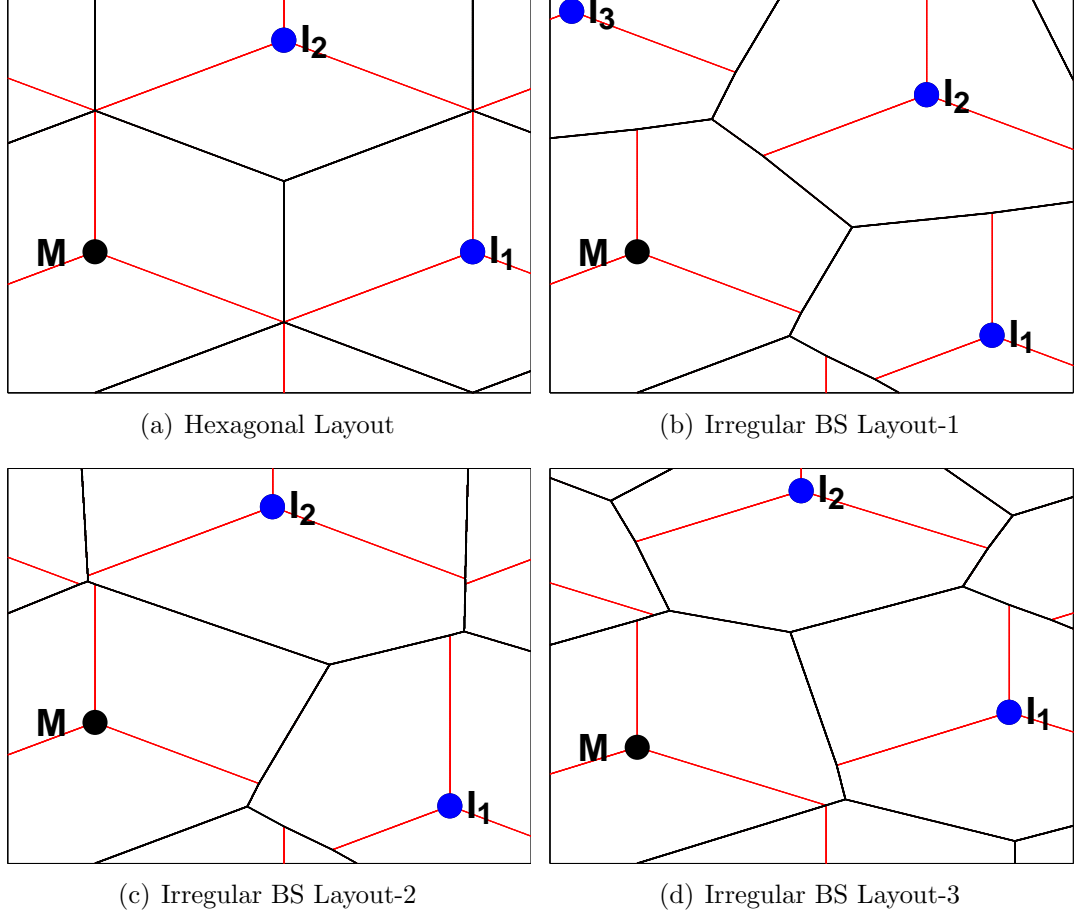 I2
M
I1
(a) Hexagonal Layout
I3
I2
M
I1
(b) Irregular BS Layout-1
I2
M
I1
(c) Irregular BS Layout-2
I2
I1
M
(d) Irregular BS Layout-3